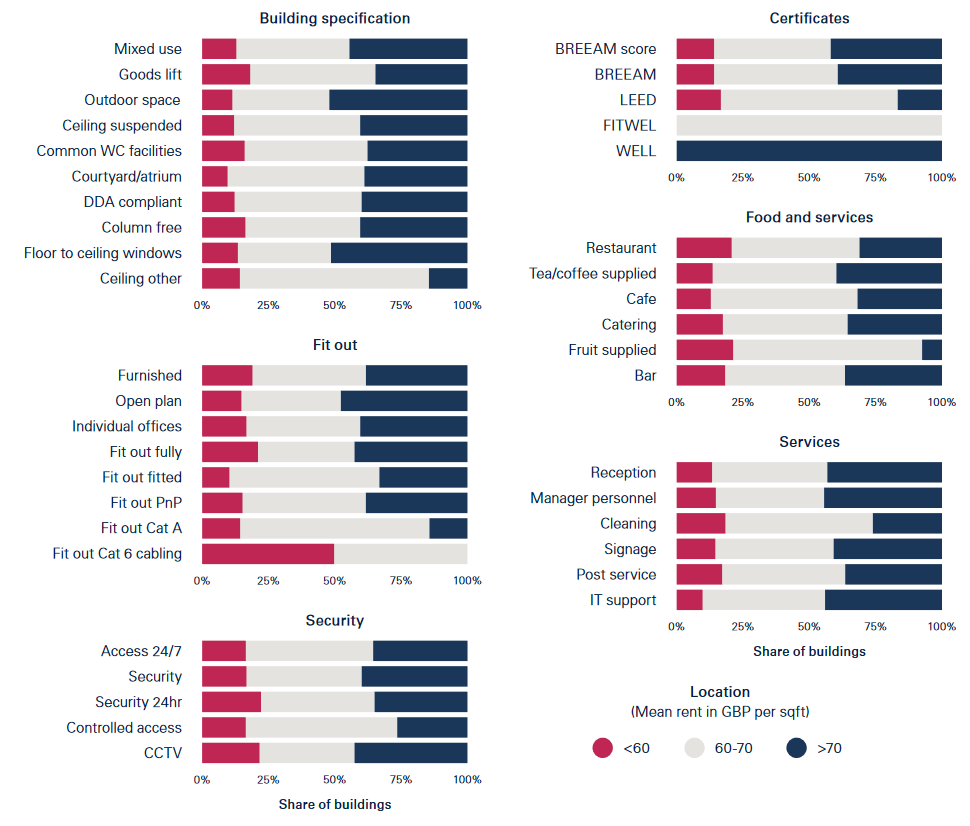 Building specification
Mixed use
Goods lift
Outdoor space
Ceiling suspended
Common WC facilities
Courtyard/atrium
DDA compliant
Column free
Floor to ceiling windows
Ceiling other
0% 25% 50% 75% 100%
Fit out
Furnished
Open plan
Individual offices
Fit out fully
Fit out fitted
Fit out PnP
Fit out Cat A
Fit out Cat 6 cabling
0% 25% 50% 75% 100%
Security
Access 24/7
Security
Security 24hr
Controlled access
CCTV
0% 25% 50% 75% 100%
Share of buildings
Certificates
BREEAM score
BREEAM
LEED
FITWEL
WELL
0% 25% 50% 75% 100%
Food and services
Restaurant
Tea/coffee supplied
Cafe
Catering
Fruit supplied
Bar
0% 25% 50% 75% 100%
Services
Reception
Manager personnel
Cleaning
Signage
Post service
IT support
0% 25% 50% 75% 100%
Share of buildings
Location
(Mean rent in GBP per sqft)
<60 60-70 >70